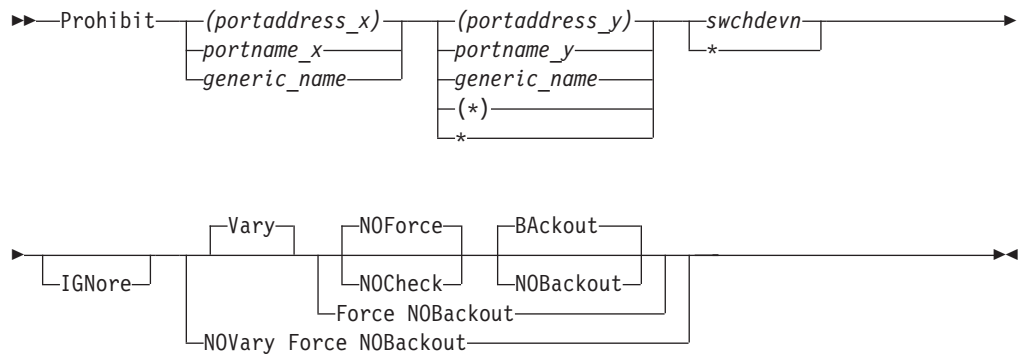 Prohibit (portaddress_x) (portaddress_y) swchdevn
portname_x portname_y *
generic_name generic_name
(*)
*
Vary NOForce BAckout
IGNore NOCheck NOBackout
Force NOBackout
NOVary Force NOBackout